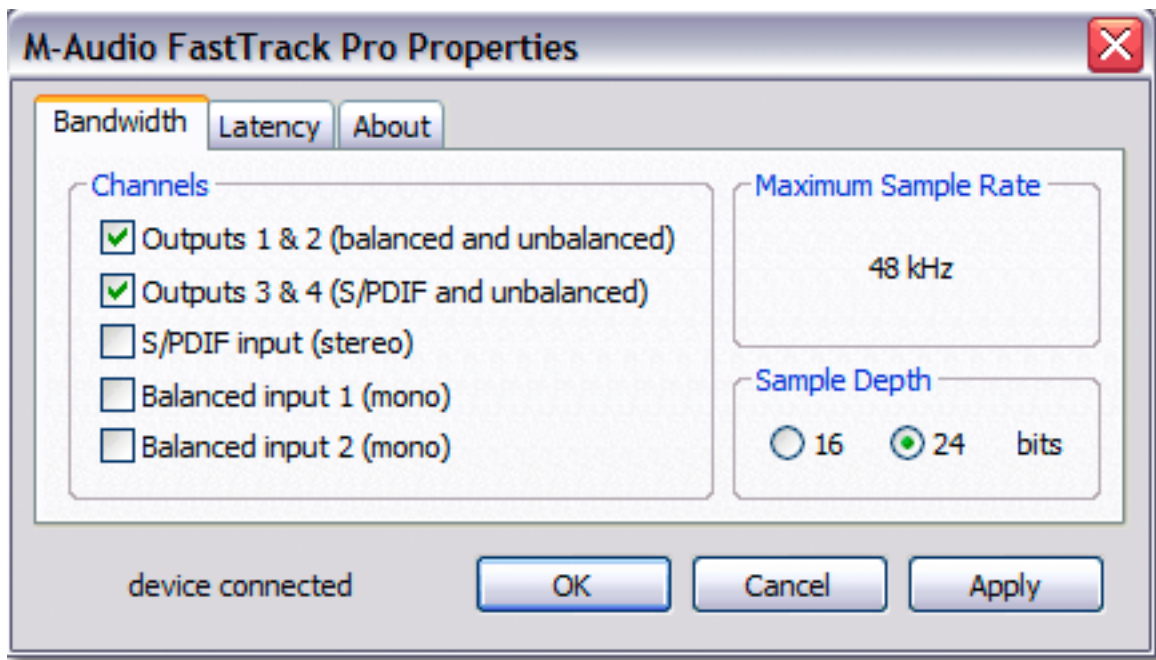 M-Audio FastTrack Pro Properties
Bandwidth Latency About
Channels
Outputs 1 & 2 (balanced and unbalanced)
Outputs 3 & 4 (S/PDIF and unbalanced)
S/PDIF input (stereo)
Balanced input 1 (mono)
Balanced input 2 (mono)
Maximum Sample Rate
48 kHz
Sample Depth
16 24 bits
device connected OK Cancel Apply